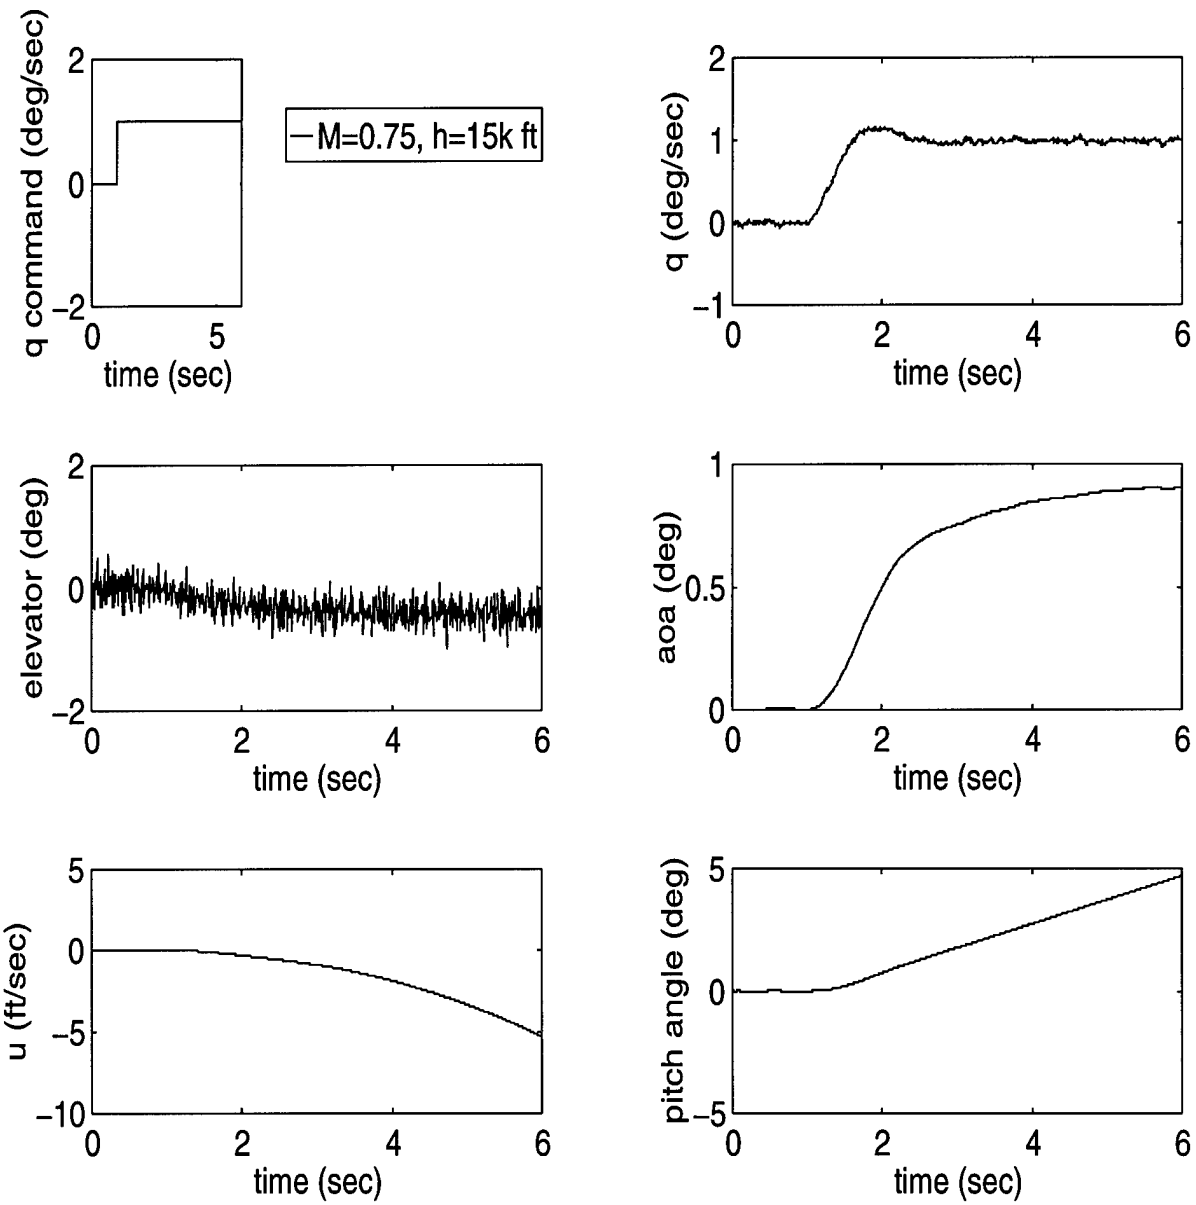 q command (deg/sec)
2
0
−2
0 5
time (sec)
M=0.75, h=15k ft
q (deg/sec)
2
1
0
−1
0 2 4 6
time (sec)
elevator (deg)
2
0
−2
0 2 4 6
time (sec)
aoa (deg)
1
0.5
0
0 2 4 6
time (sec)
u (ft/sec)
5
0
−5
−10
0 2 4 6
time (sec)
pitch angle (deg)
5
0
−5
0 2 4 6
time (sec)